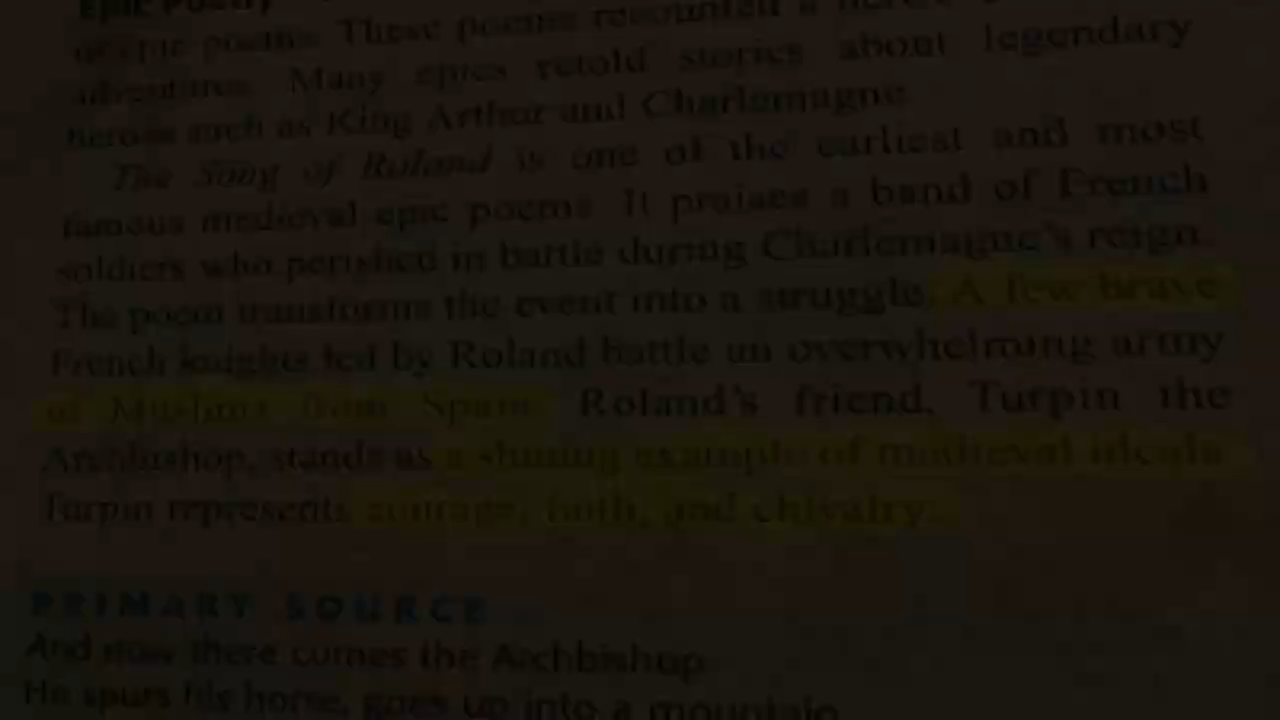 Epic Poetry
poems. These poems recounted a
adventures. Many epics retold stories about legendary
heroes such as King Arthur and Charlemagne.
The Song of Roland is one of the earliest and most
famous medieval epic poems. It praises a band of French
soldiers who perished in battle during Charlemagne's reign.
The poem transforms the event into a struggle. A few brave
French knights led by Roland battle an overwhelming army
of Muslims from Spain. Roland's friend, Turpin the
Archbishop, stands as a shining example of medieval ideals.
Turpin represents courage, faith, and chivalry.
PRIMARY SOURCE
And now there comes the Archbishop
He spurs his horse, goes up into a mountain